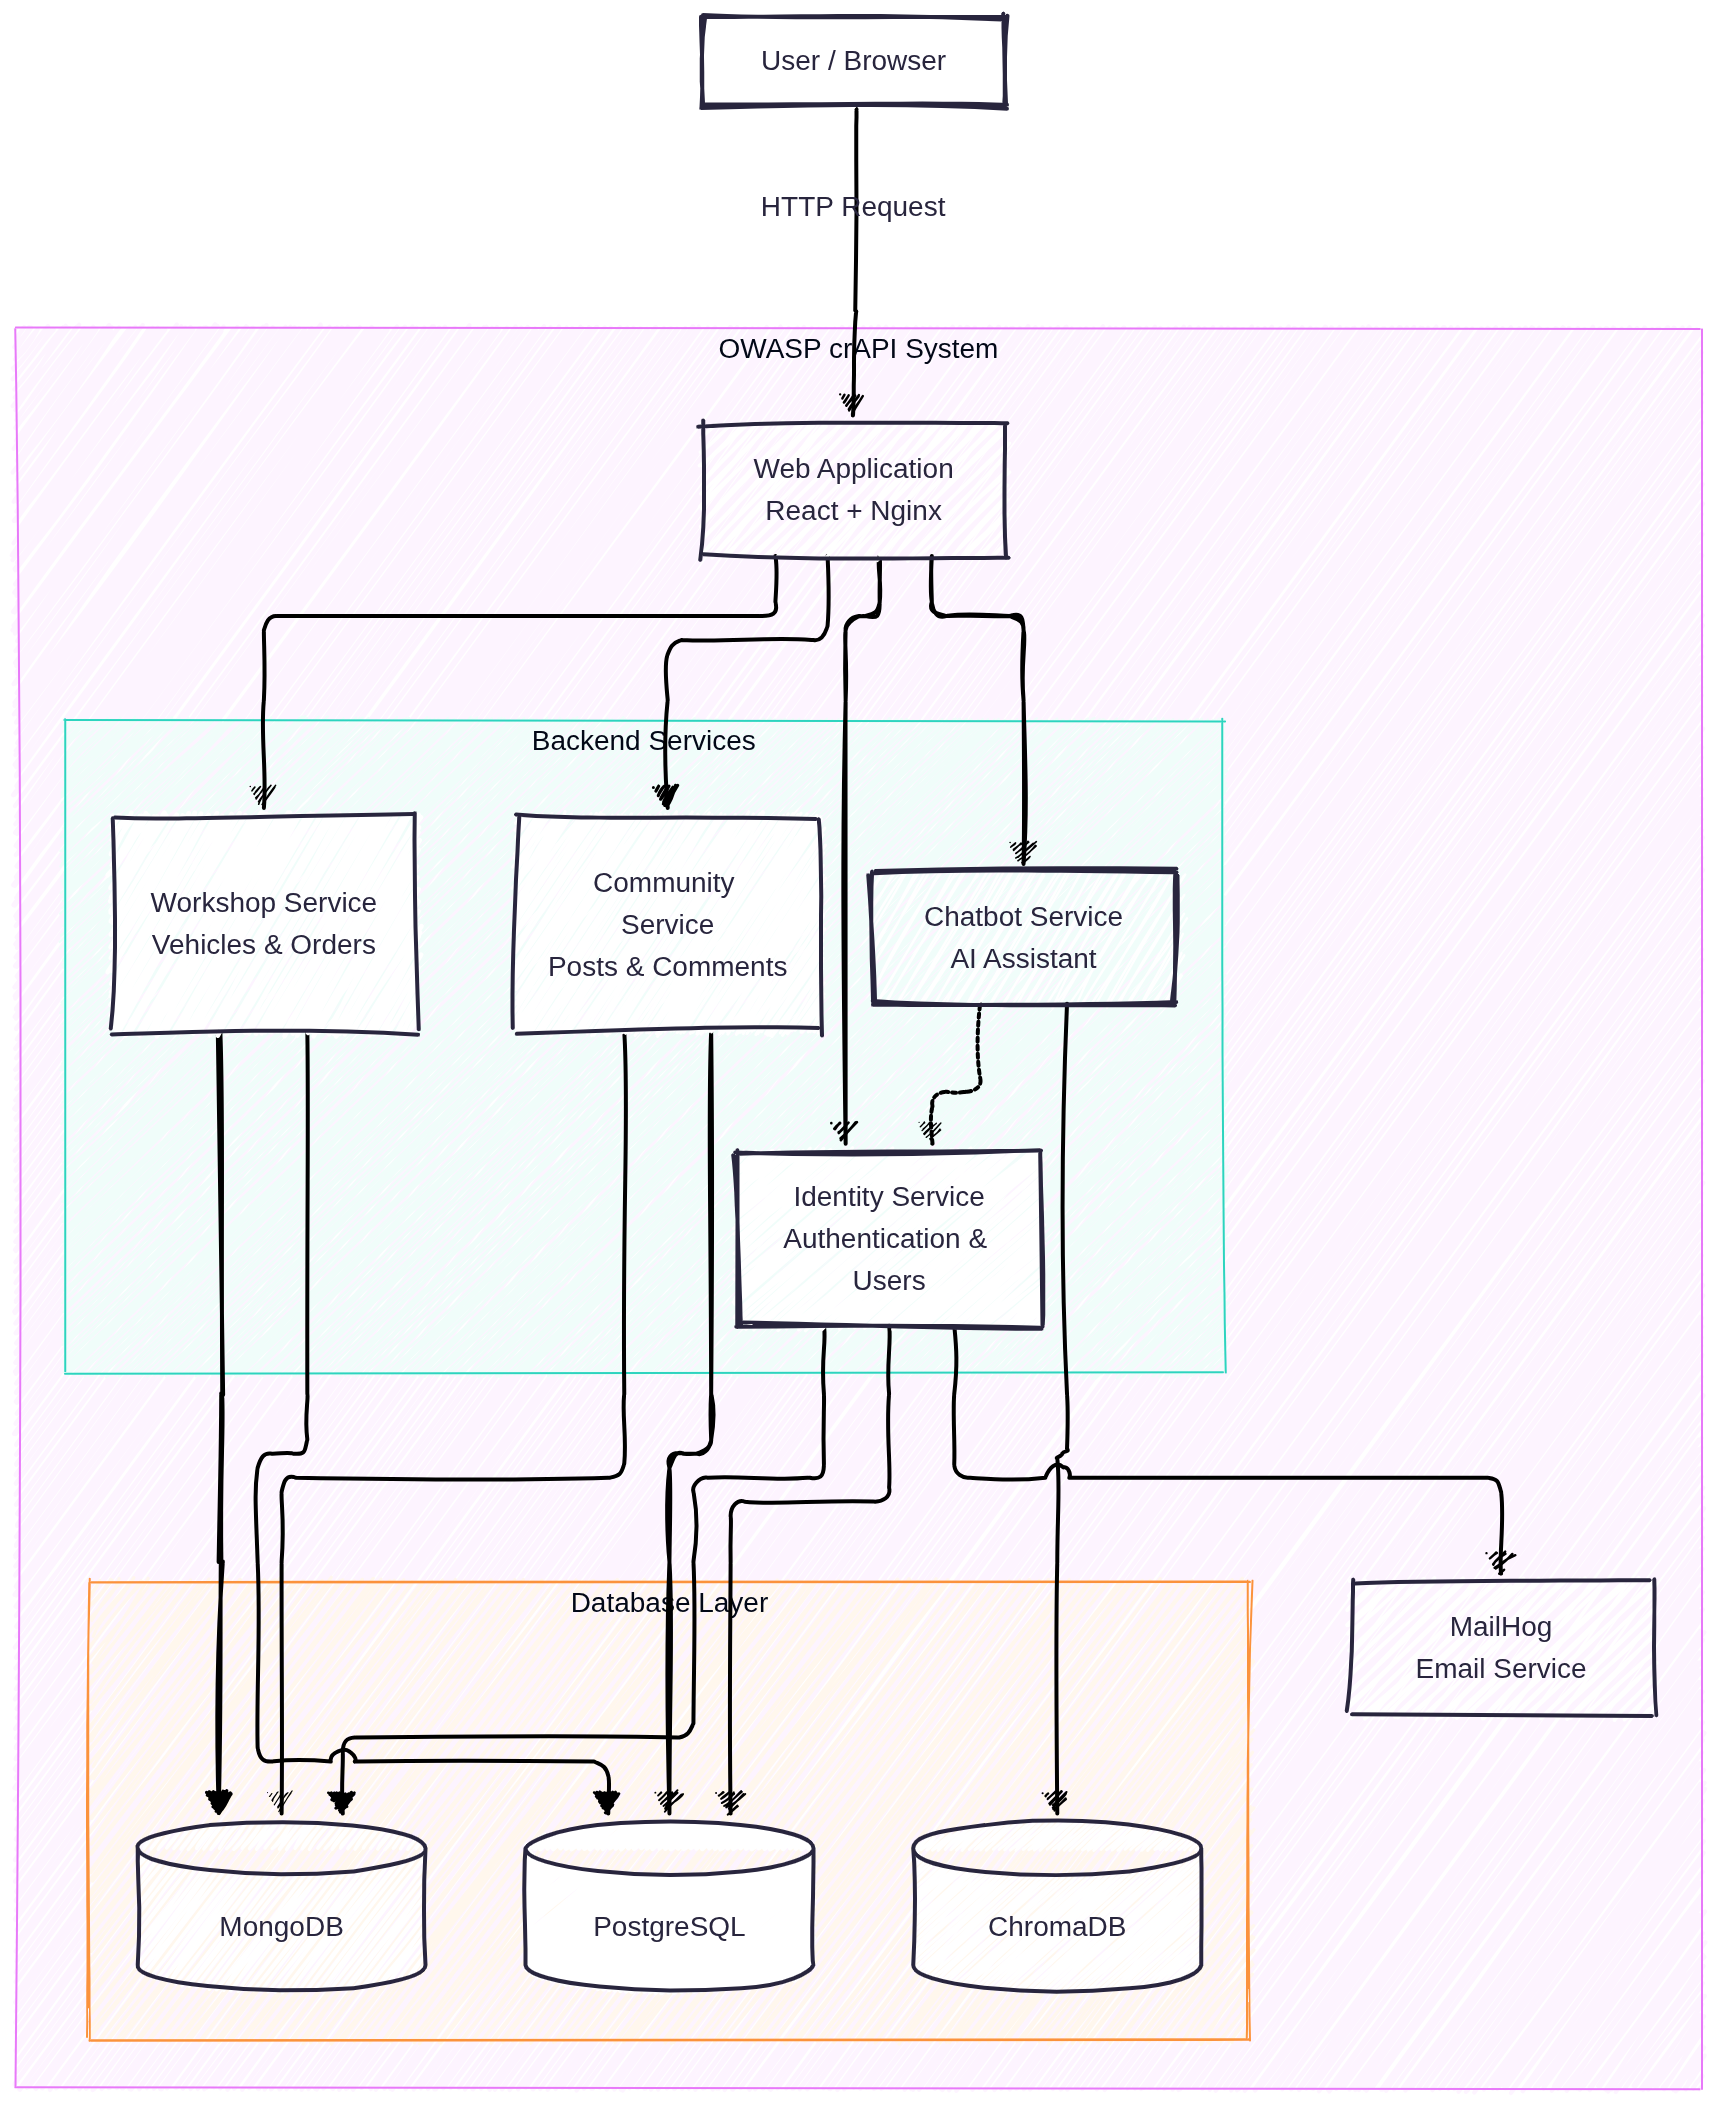 User / Browser
HTTP Request
OWASP crAPI System
Web Application
React + Nginx
Backend Services
Workshop Service
Vehicles & Orders
Community
Service
Posts & Comments
Chatbot Service
AI Assistant
Identity Service
Authentication &
Users
Database Layer
MailHog
Email Service
MongoDB
PostgreSQL
ChromaDB